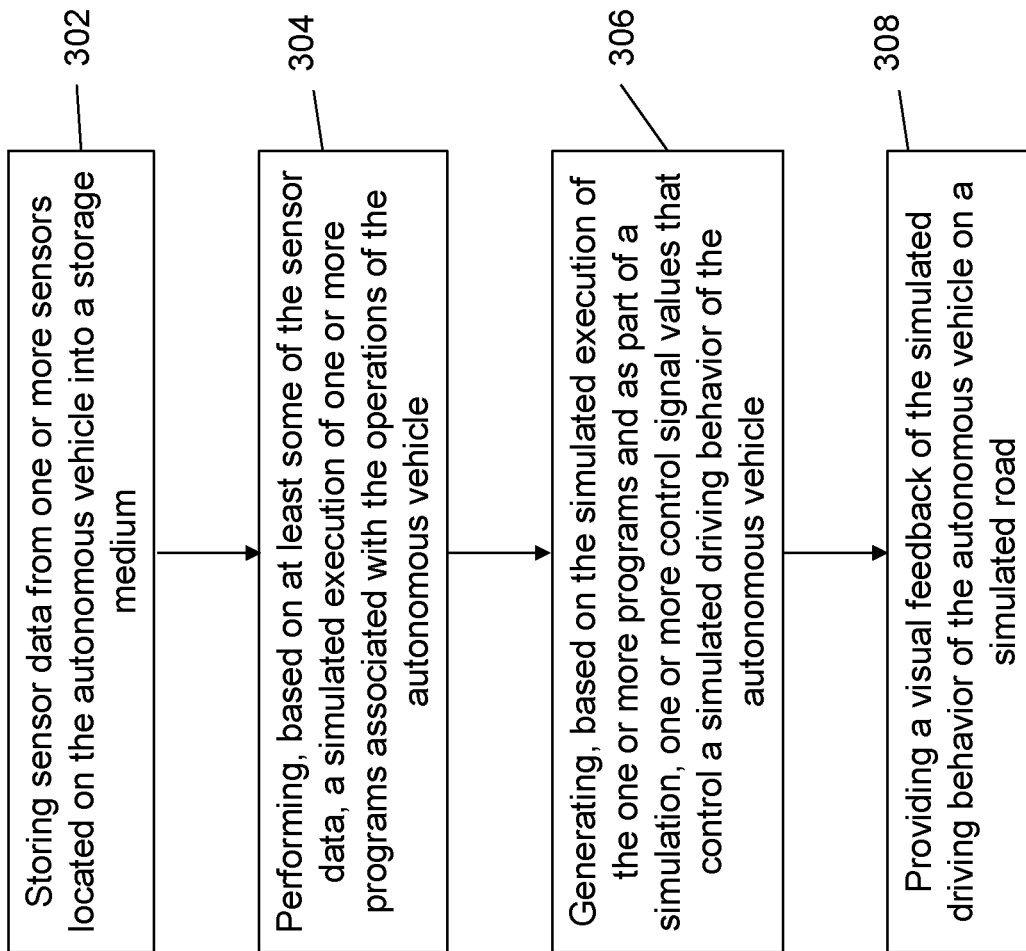 Storing sensor data from one or more sensors
located on the autonomous vehicle into a storage
medium
302
Performing, based on at least some of the sensor
data, a simulated execution of one or more
programs associated with the operations of the
autonomous vehicle
304
Generating, based on the simulated execution of
the one or more programs and as part of a
simulation, one or more control signal values that
control a simulated driving behavior of the
autonomous vehicle
306
Providing a visual feedback of the simulated
driving behavior of the autonomous vehicle on a
simulated road
308